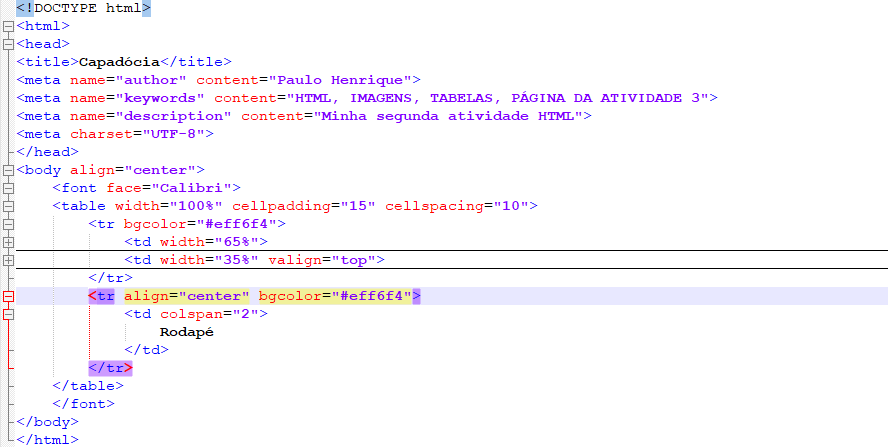 <!DOCTYPE html>
<html>
<head>
<title>Capadócia</title>
<meta name="author" content="Paulo Henrique">
<meta name="keywords" content="HTML, IMAGENS, TABELAS, PÁGINA DA ATIVIDADE 3">
<meta name="description" content="Minha segunda atividade HTML">
<meta charset="UTF-8">
</head>
<body align="center">
<font face="Calibri">
<table width="100%" cellpadding="15" cellspacing="10">
<tr bgcolor="#eff6f4">
<td width="65%">
<td width="35%" valign="top">
</tr>
<tr align="center" bgcolor="#eff6f4">
<td colspan="2">
Rodapé
</td>
</tr>
</table>
</font>
</body>
</html>